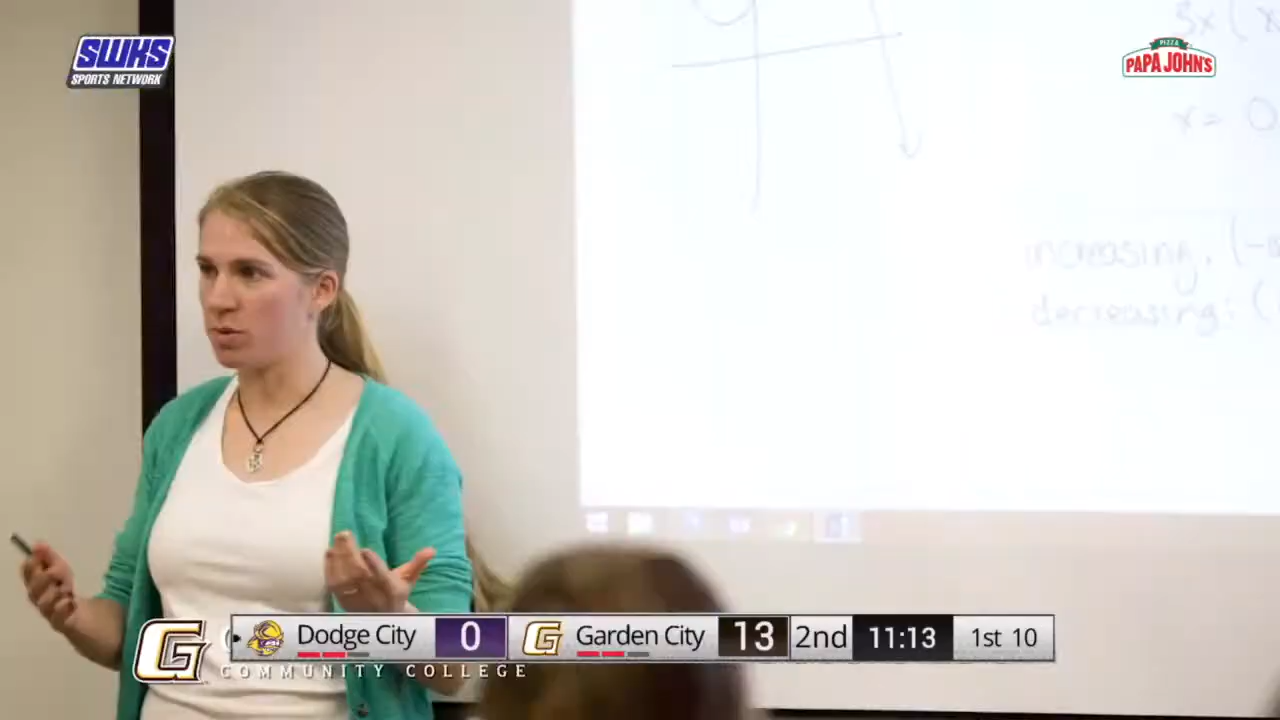 SWKS
SPORTS NETWORK
PIZZA
PAPA JOHN'S
x = 0,
increasing: (-
decreasing: (
Dodge City 0 G Garden City 13 2nd 11:13 1st 10
G
COMMUNITY COLLEGE